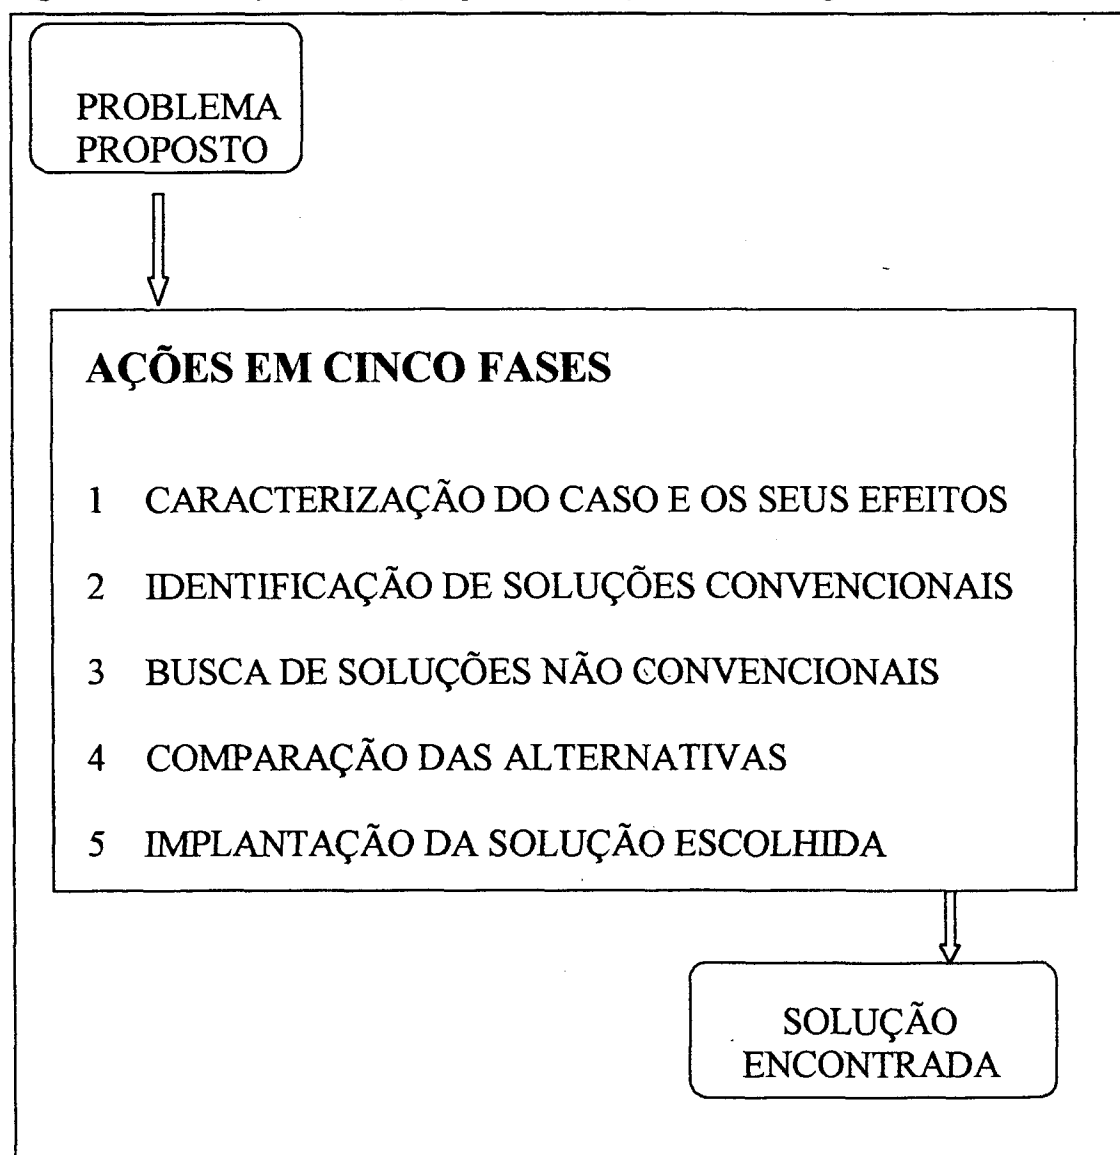 PROBLEMA
PROPOSTO
AÇÕES EM CINCO FASES
1 CARACTERIZAÇÃO DO CASO E OS SEUS EFEITOS
2 IDENTIFICAÇÃO DE SOLUÇÕES CONVENCIONAIS
3 BUSCA DE SOLUÇÕES NÃO CONVENCIONAIS
4 COMPARAÇÃO DAS ALTERNATIVAS
5 IMPLANTAÇÃO DA SOLUÇÃO ESCOLHIDA
SOLUÇÃO
ENCONTRADA